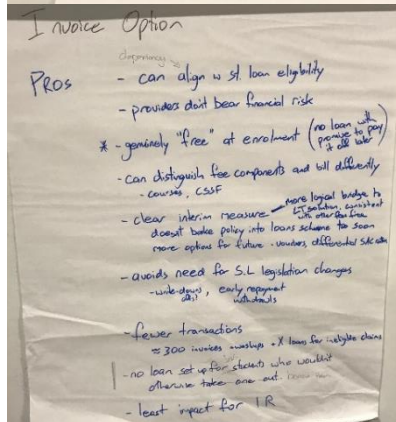 Invoice Option
dependency
PROS
- can align w st. loan eligibility
- providers don't bear financial risk
* - genuinely "free" at enrolment (no loan with
promise to pay
it off later)
- can distinguish fee components and bill differently
- courses, CSSF
- clear interim measure
more logical bridge to
LT solution, consistent
with other fees free
doesn't bake policy into loans scheme too soon
more options for future - vouchers, differential
- avoids need for S.L legislation changes
- write-downs, early repayment
withdrawals
- fewer transactions
≈ 300 invoices + washups + X loans for ineligible claims
- no loan set up for students who wouldn't
otherwise take one out.
- least impact for IR